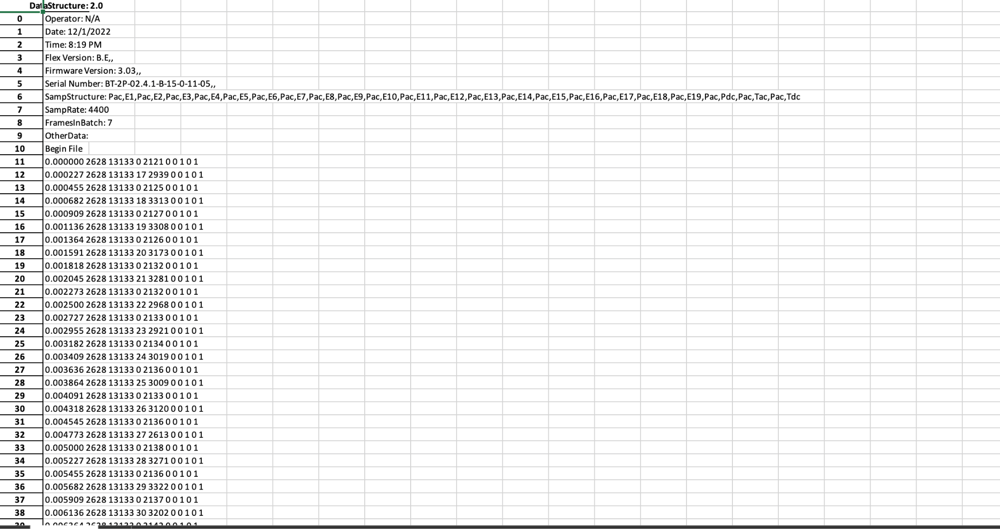 DataStructure: 2.0
0 Operator: N/A
1 Date: 12/1/2022
2 Time: 8:19 PM
3 Flex Version: B.E,,
4 Firmware Version: 3.03,,
5 Serial Number: BT-2P-02.4.1-B-15-0-11-05,,
6 SampStructure: Pac,E1,Pac,E2,Pac,E3,Pac,E4,Pac,E5,Pac,E6,Pac,E7,Pac,E8,Pac,E9,Pac,E10,Pac,E11,Pac,E12,Pac,E13,Pac,E14,Pac,E15,Pac,E16,Pac,E17,Pac,E18,Pac,E19,Pac,Pdc,Pac,Tac,Pac,Tdc
7 SampRate: 4400
8 FramesInBatch: 7
9 OtherData:
10 Begin File
11 0.000000 2628 13133 0 2121 0 0 1 0 1
12 0.000227 2628 13133 17 2939 0 0 1 0 1
13 0.000455 2628 13133 0 2125 0 0 1 0 1
14 0.000682 2628 13133 18 3313 0 0 1 0 1
15 0.000909 2628 13133 0 2127 0 0 1 0 1
16 0.001136 2628 13133 19 3308 0 0 1 0 1
17 0.001364 2628 13133 0 2126 0 0 1 0 1
18 0.001591 2628 13133 20 3173 0 0 1 0 1
19 0.001818 2628 13133 0 2132 0 0 1 0 1
20 0.002045 2628 13133 21 3281 0 0 1 0 1
21 0.002273 2628 13133 0 2132 0 0 1 0 1
22 0.002500 2628 13133 22 2968 0 0 1 0 1
23 0.002727 2628 13133 0 2133 0 0 1 0 1
24 0.002955 2628 13133 23 2921 0 0 1 0 1
25 0.003182 2628 13133 0 2134 0 0 1 0 1
26 0.003409 2628 13133 24 3019 0 0 1 0 1
27 0.003636 2628 13133 0 2136 0 0 1 0 1
28 0.003864 2628 13133 25 3009 0 0 1 0 1
29 0.004091 2628 13133 0 2133 0 0 1 0 1
30 0.004318 2628 13133 26 3120 0 0 1 0 1
31 0.004545 2628 13133 0 2136 0 0 1 0 1
32 0.004773 2628 13133 27 2613 0 0 1 0 1
33 0.005000 2628 13133 0 2138 0 0 1 0 1
34 0.005227 2628 13133 28 3271 0 0 1 0 1
35 0.005455 2628 13133 0 2136 0 0 1 0 1
36 0.005682 2628 13133 29 3322 0 0 1 0 1
37 0.005909 2628 13133 0 2137 0 0 1 0 1
38 0.006136 2628 13133 30 3202 0 0 1 0 1